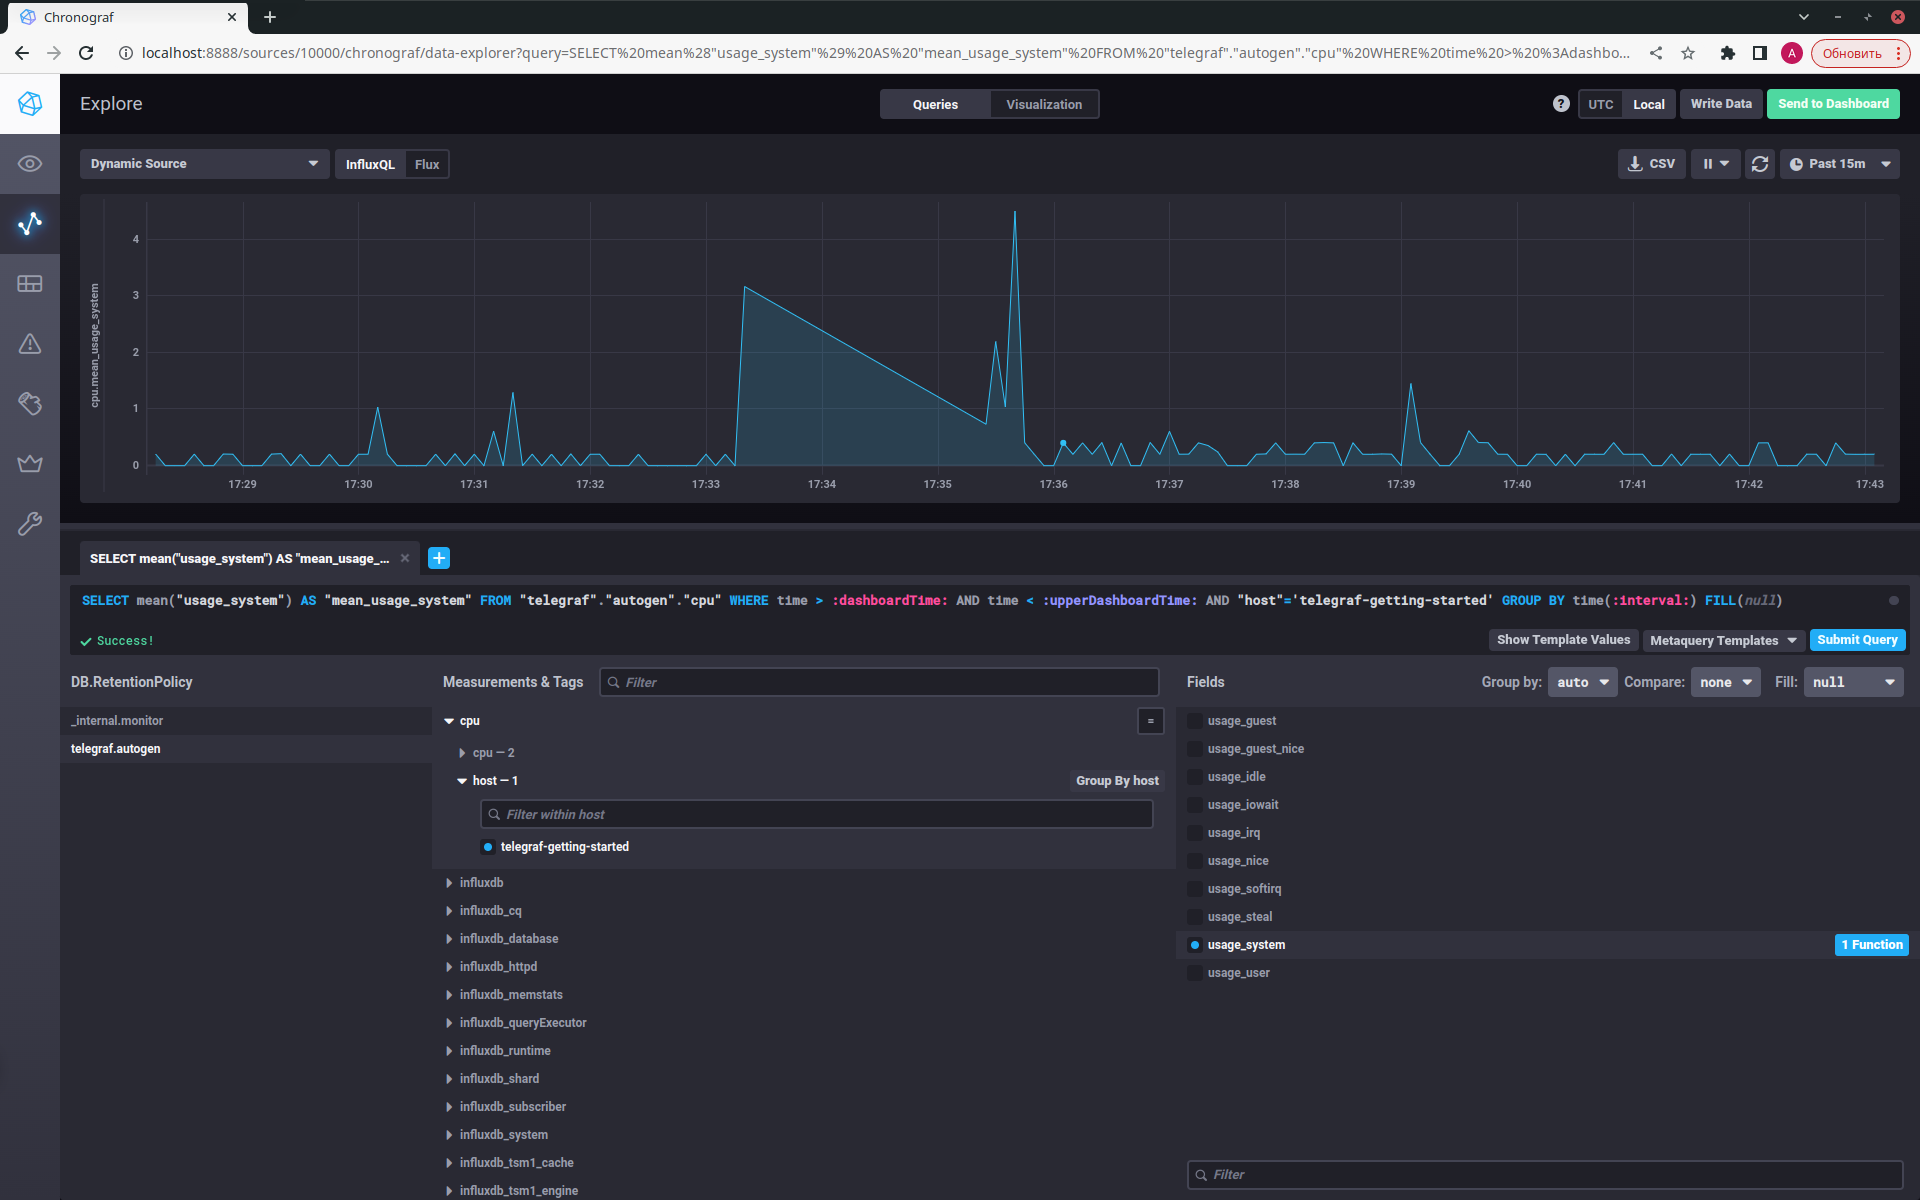 Chronograf
localhost:8888/sources/10000/chronograf/data-explorer?query=SELECT%20mean%28"usage_system"%29%20AS%20"mean_usage_system"%20FROM%20"telegraf"."autogen"."cpu"%20WHERE%20time%20>%20%3Adashbo...
A
Обновить
Explore
Queries
Visualization
?
UTC
Local
Write Data
Send to Dashboard
Dynamic Source
InfluxQL
Flux
CSV
Past 15m
cpu.mean_usage_system
4
3
2
1
0
17:29
17:30
17:31
17:32
17:33
17:34
17:35
17:36
17:37
17:38
17:39
17:40
17:41
17:42
17:43
SELECT mean("usage_system") AS "mean_usage_...
SELECT mean("usage_system") AS "mean_usage_system" FROM "telegraf"."autogen"."cpu" WHERE time > :dashboardTime: AND time < :upperDashboardTime: AND "host"='telegraf-getting-started' GROUP BY time(:interval:) FILL(null)
Success!
Show Template Values
Metaquery Templates
Submit Query
DB.RetentionPolicy
_internal.monitor
telegraf.autogen
Measurements & Tags
Filter
cpu
=
cpu — 2
host — 1
Group By host
Filter within host
telegraf-getting-started
influxdb
influxdb_cq
influxdb_database
influxdb_httpd
influxdb_memstats
influxdb_queryExecutor
influxdb_runtime
influxdb_shard
influxdb_subscriber
influxdb_system
influxdb_tsm1_cache
influxdb_tsm1_engine
Fields
Group by:
auto
Compare:
none
Fill:
null
usage_guest
usage_guest_nice
usage_idle
usage_iowait
usage_irq
usage_nice
usage_softirq
usage_steal
usage_system
1 Function
usage_user
Filter